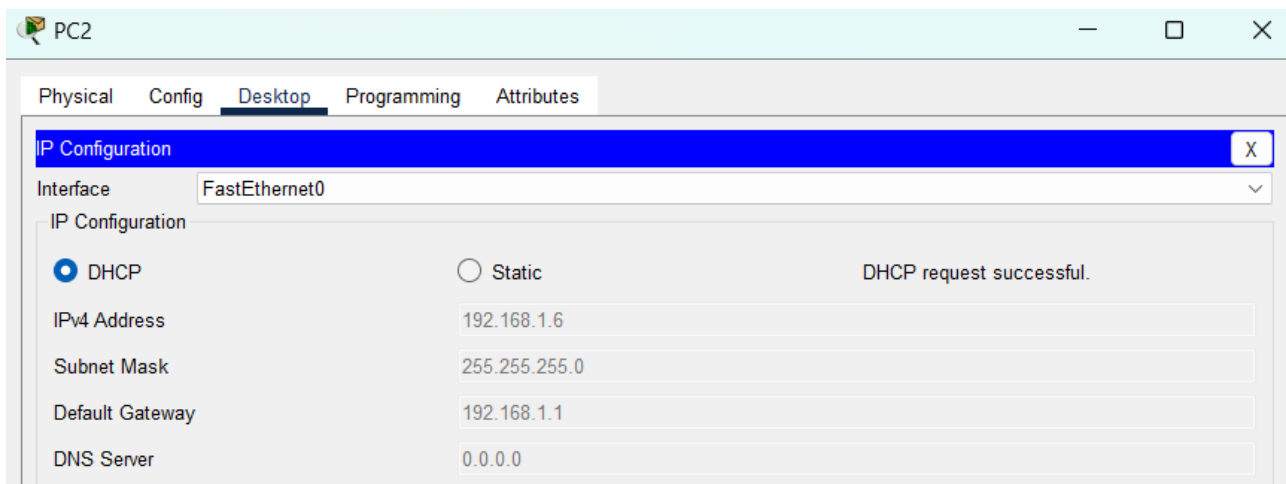 PC2
Physical Config Desktop Programming Attributes
IP Configuration X
Interface FastEthernet0
IP Configuration
DHCP Static DHCP request successful.
IPv4 Address 192.168.1.6
Subnet Mask 255.255.255.0
Default Gateway 192.168.1.1
DNS Server 0.0.0.0